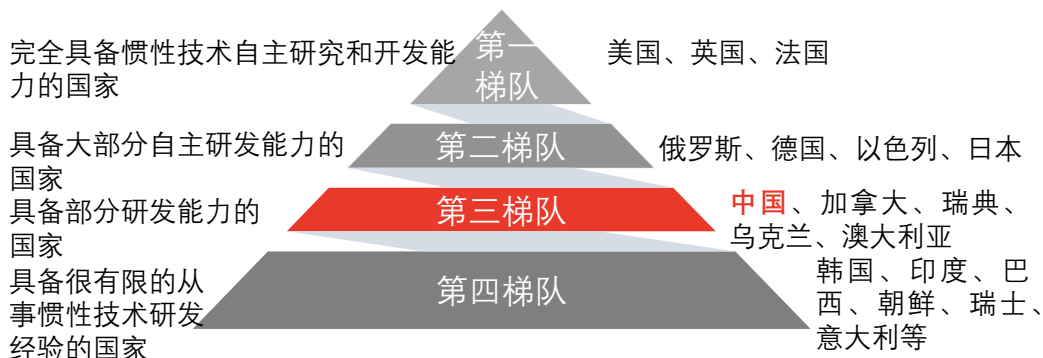 完全具备惯性技术自主研究和开发能
力的国家
第一
梯队
美国、英国、法国
具备大部分自主研发能力的
国家
第二梯队
俄罗斯、德国、以色列、日本
具备部分研发能力的
国家
第三梯队
中国、加拿大、瑞典、
乌克兰、澳大利亚
具备很有限的从
事惯性技术研发
经验的国家
第四梯队
韩国、印度、巴
西、朝鲜、瑞士、
意大利等